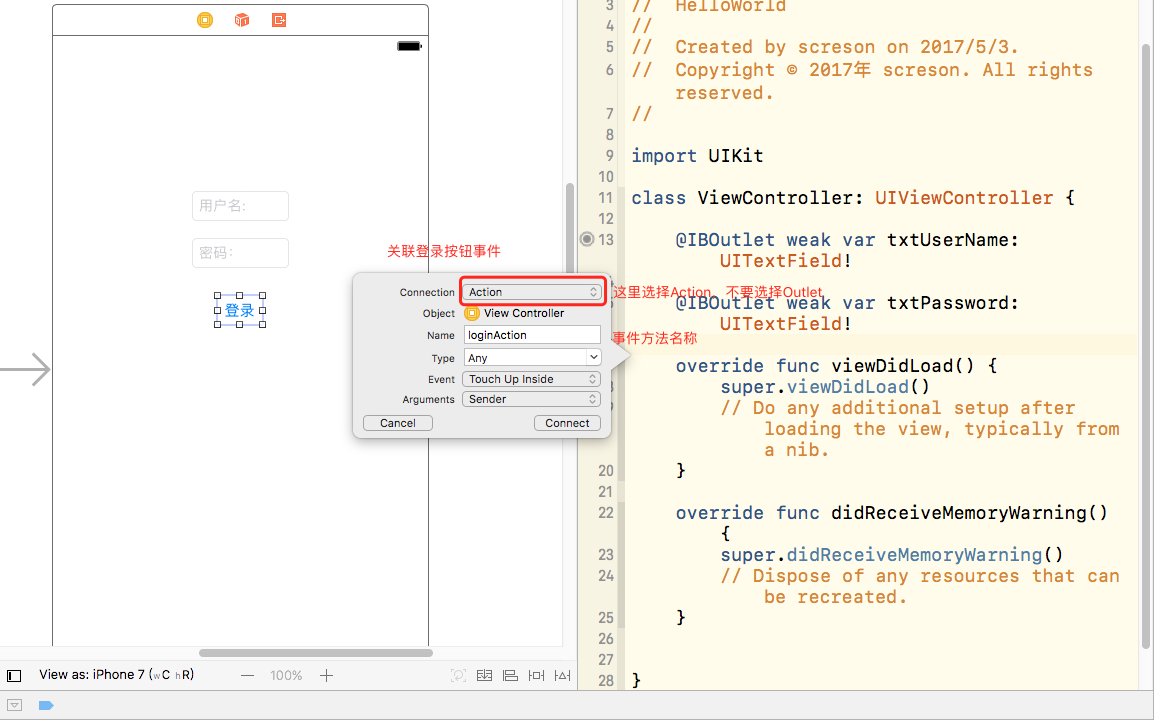 用户名:
密码:
登录
关联登录按钮事件
Connection Action
Object View Controller
Name loginAction
Type Any
Event Touch Up Inside
Arguments Sender
Cancel Connect
这里选择Action，不要选择Outlet
事件方法名称
View as: iPhone 7 (wC hR)
100%
3 // HelloWorld
4 //
5 // Created by screson on 2017/5/3.
6 // Copyright © 2017年 screson. All rights
reserved.
7 //
8
9 import UIKit
10
11 class ViewController: UIViewController {
12
13 @IBOutlet weak var txtUserName:
UITextField!
@IBOutlet weak var txtPassword:
UITextField!
override func viewDidLoad() {
super.viewDidLoad()
// Do any additional setup after
loading the view, typically from
a nib.
20 }
21
22 override func didReceiveMemoryWarning()
{
23 super.didReceiveMemoryWarning()
24 // Dispose of any resources that can
be recreated.
25 }
26
27
28 }